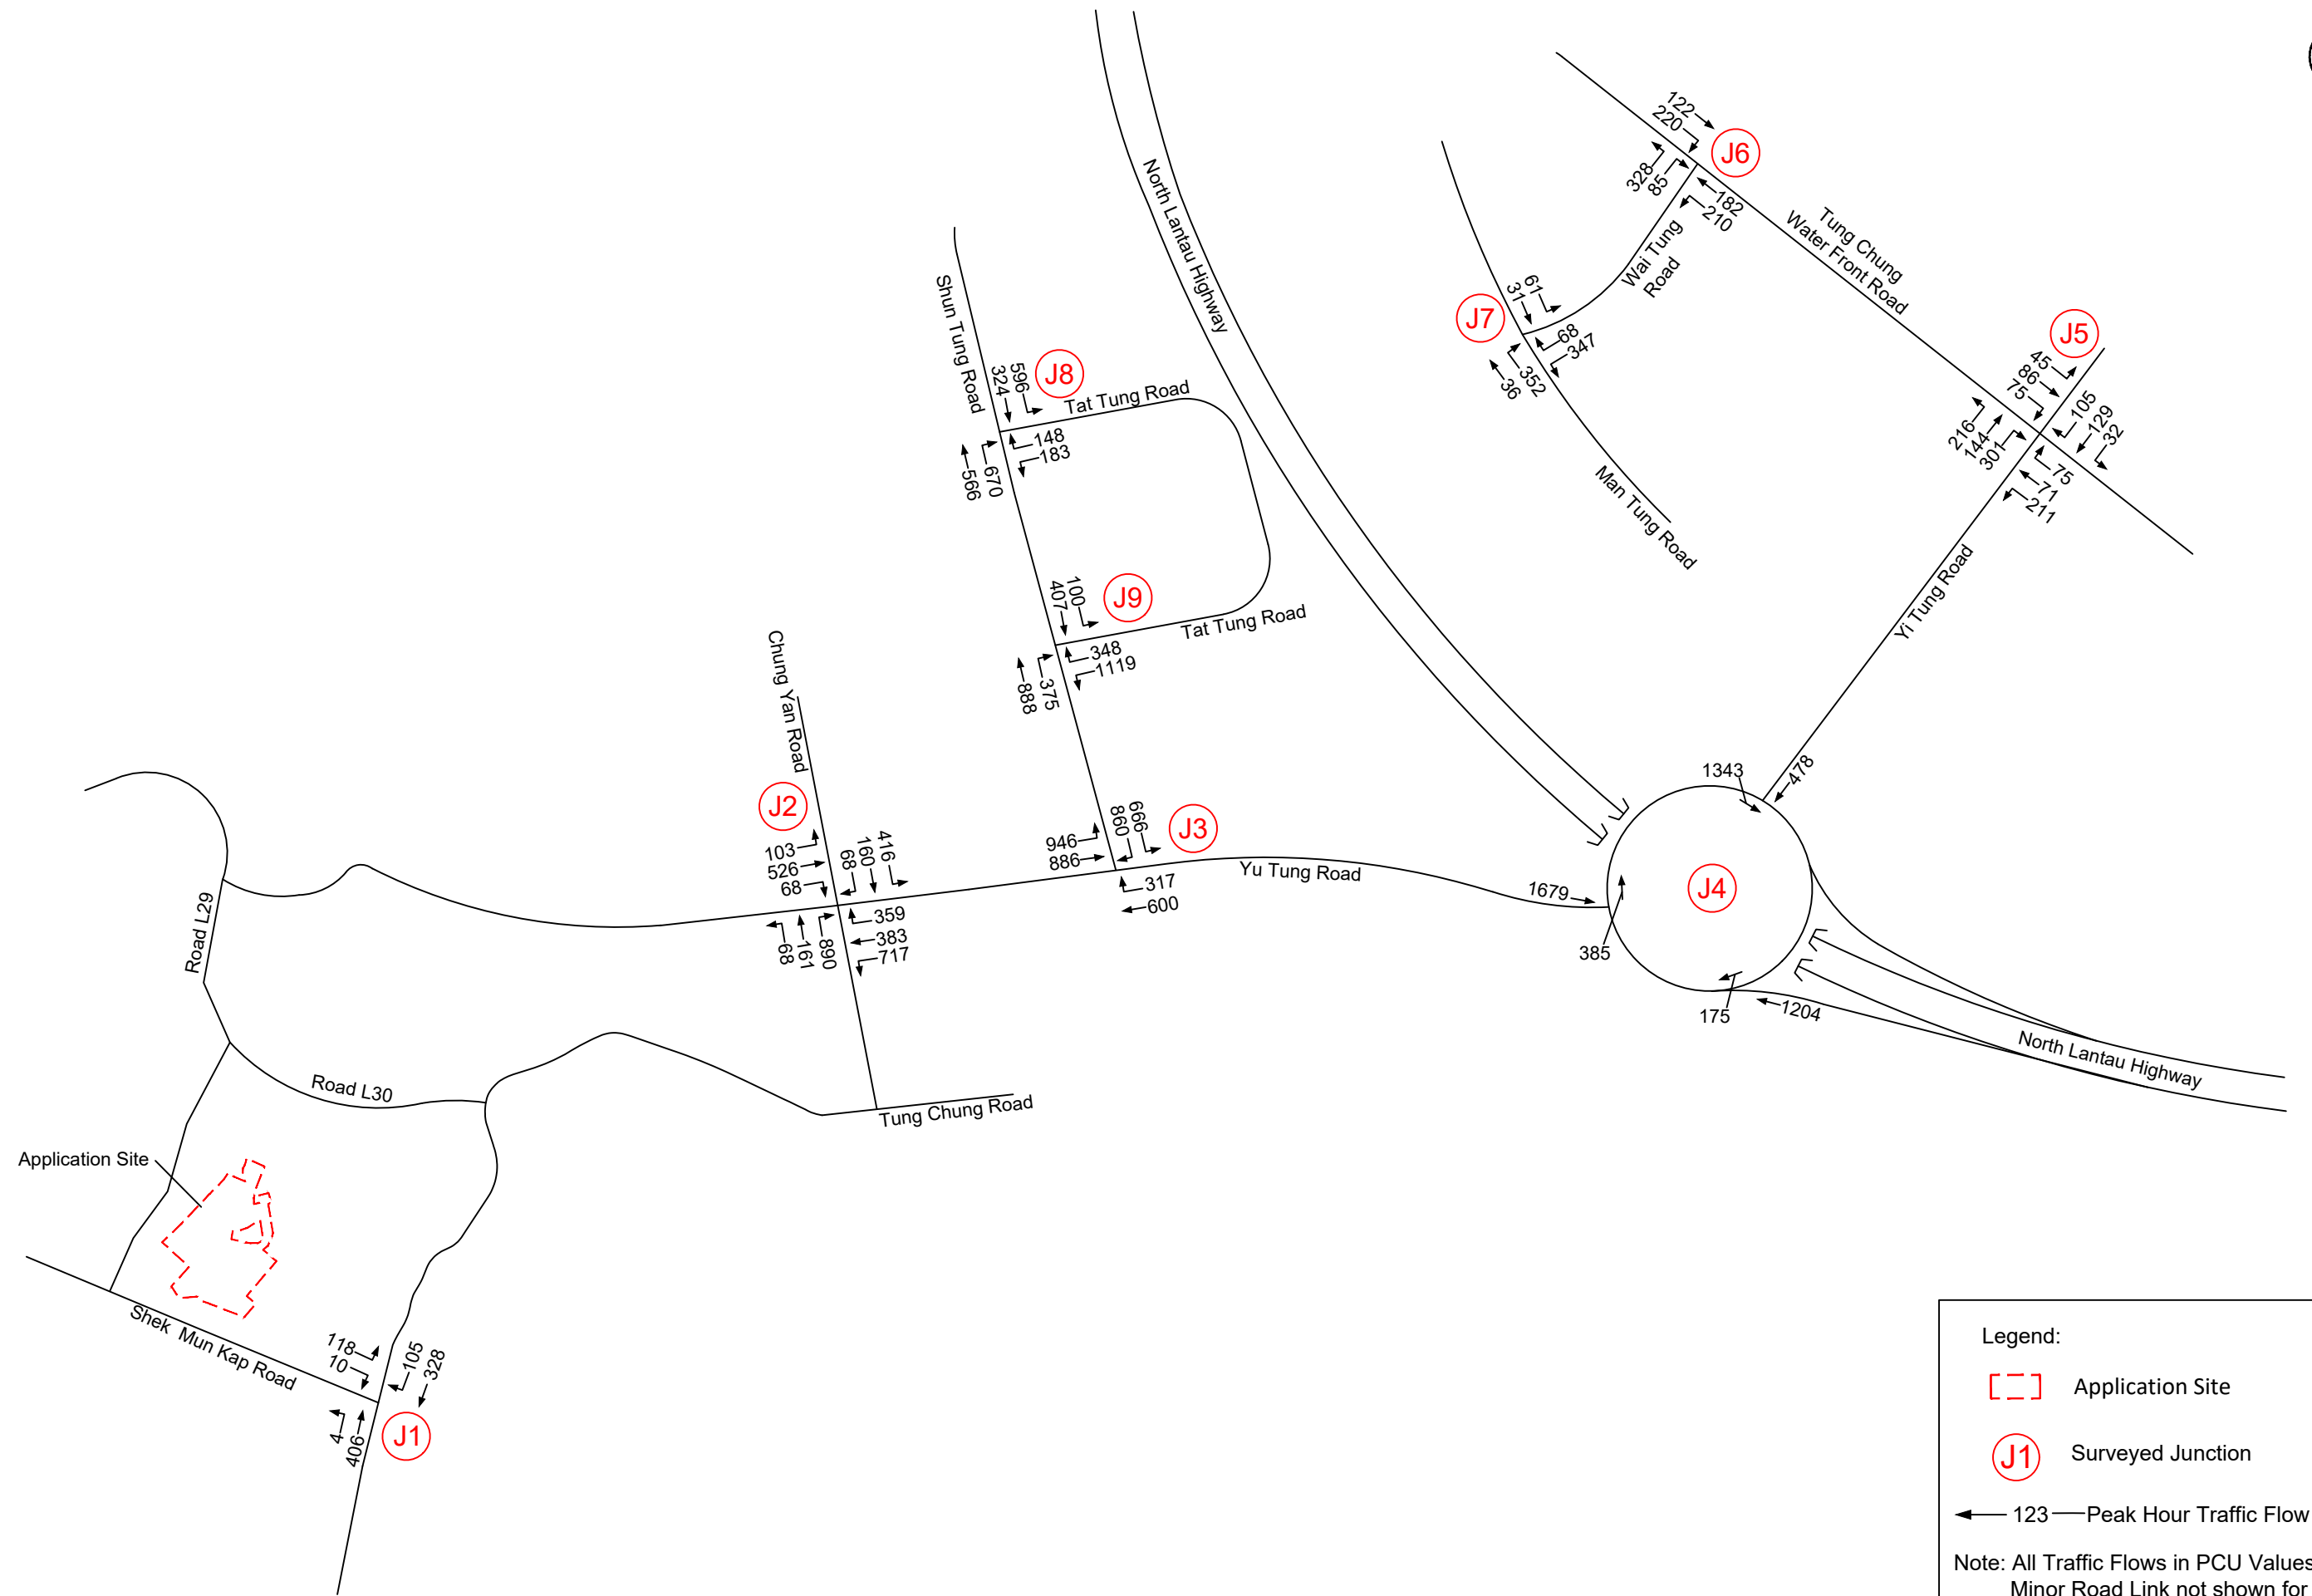 122
220
J6
328
85
182
210
Tung Chung
Water Front Road
Wai Tung
Road
North Lantau Highway
61
31
J7
68
347
352
36
Man Tung Road
J5
45
86
75
105
129
32
216
144
301
75
71
211
Yi Tung Road
Shun Tung Road
596
324
J8
Tat Tung Road
148
183
670
566
100
407
J9
Tat Tung Road
348
1119
375
888
Chung Yan Road
J2
103
526
68
68
160
416
359
383
717
68
161
890
946
886
860
666
J3
317
600
Yu Tung Road
1343
478
1679
J4
385
175
1204
North Lantau Highway
Road L29
Road L30
Tung Chung Road
Application Site
Shek Mun Kap Road
118
10
105
328
4
406
J1
Legend:
Application Site
J1 Surveyed Junction
123 Peak Hour Traffic Flow
Note: All Traffic Flows in PCU Values
Minor Road Link not shown for